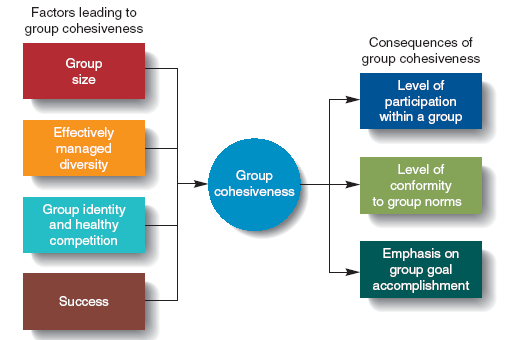 Factors leading to
group cohesiveness
Group
size
Effectively
managed
diversity
Group identity
and healthy
competition
Success
Group
cohesiveness
Consequences of
group cohesiveness
Level of
participation
within a group
Level of
conformity
to group norms
Emphasis on
group goal
accomplishment